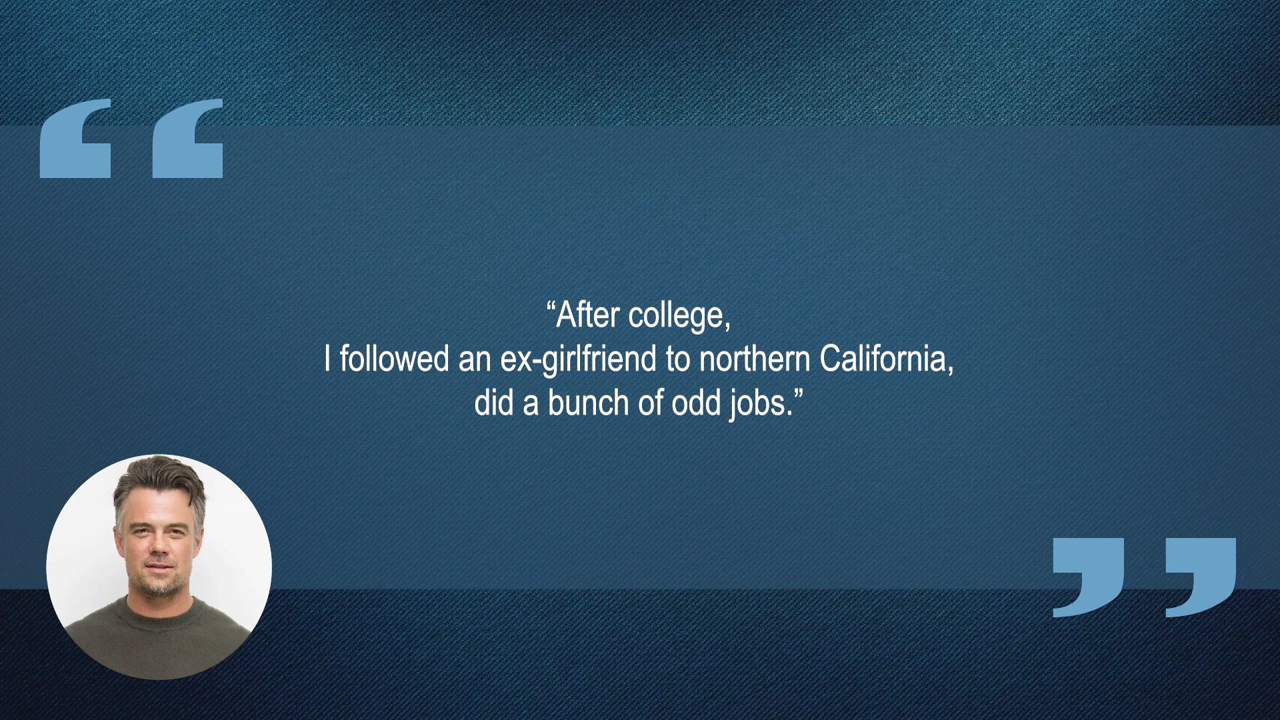 “After college,
I followed an ex-girlfriend to northern California,
did a bunch of odd jobs.”